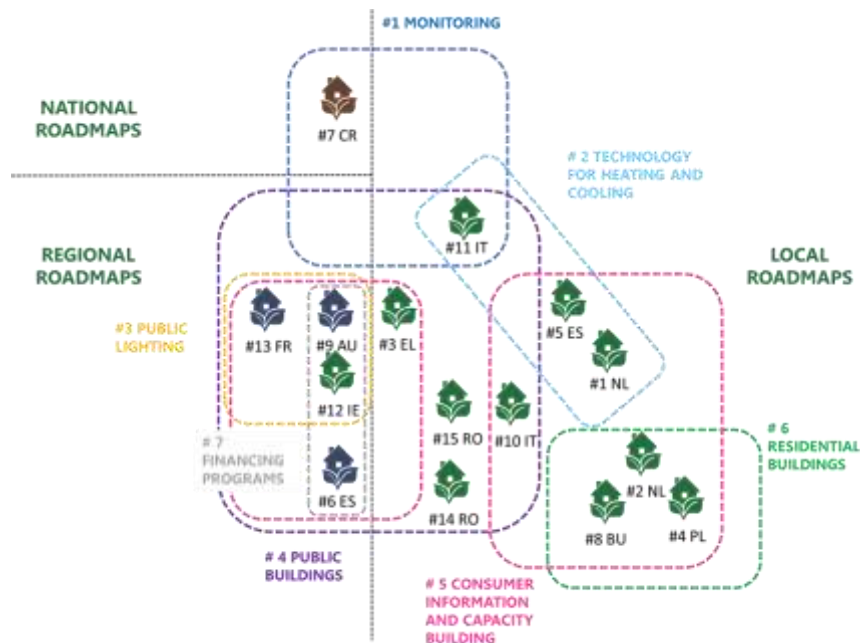 #1 MONITORING
NATIONAL
ROADMAPS
#7 CR
# 2 TECHNOLOGY
FOR HEATING AND
COOLING
#11 IT
REGIONAL
ROADMAPS
LOCAL
ROADMAPS
#3 PUBLIC
LIGHTING
#13 FR
#9 AU
#3 EL
#5 ES
#1 NL
#12 IE
#15 RO
#10 IT
# 7
FINANCING
PROGRAMS
#6 ES
#14 RO
# 6
RESIDENTIAL
BUILDINGS
#2 NL
#8 BU
#4 PL
# 4 PUBLIC
BUILDINGS
# 5 CONSUMER
INFORMATION
AND CAPACITY
BUILDING